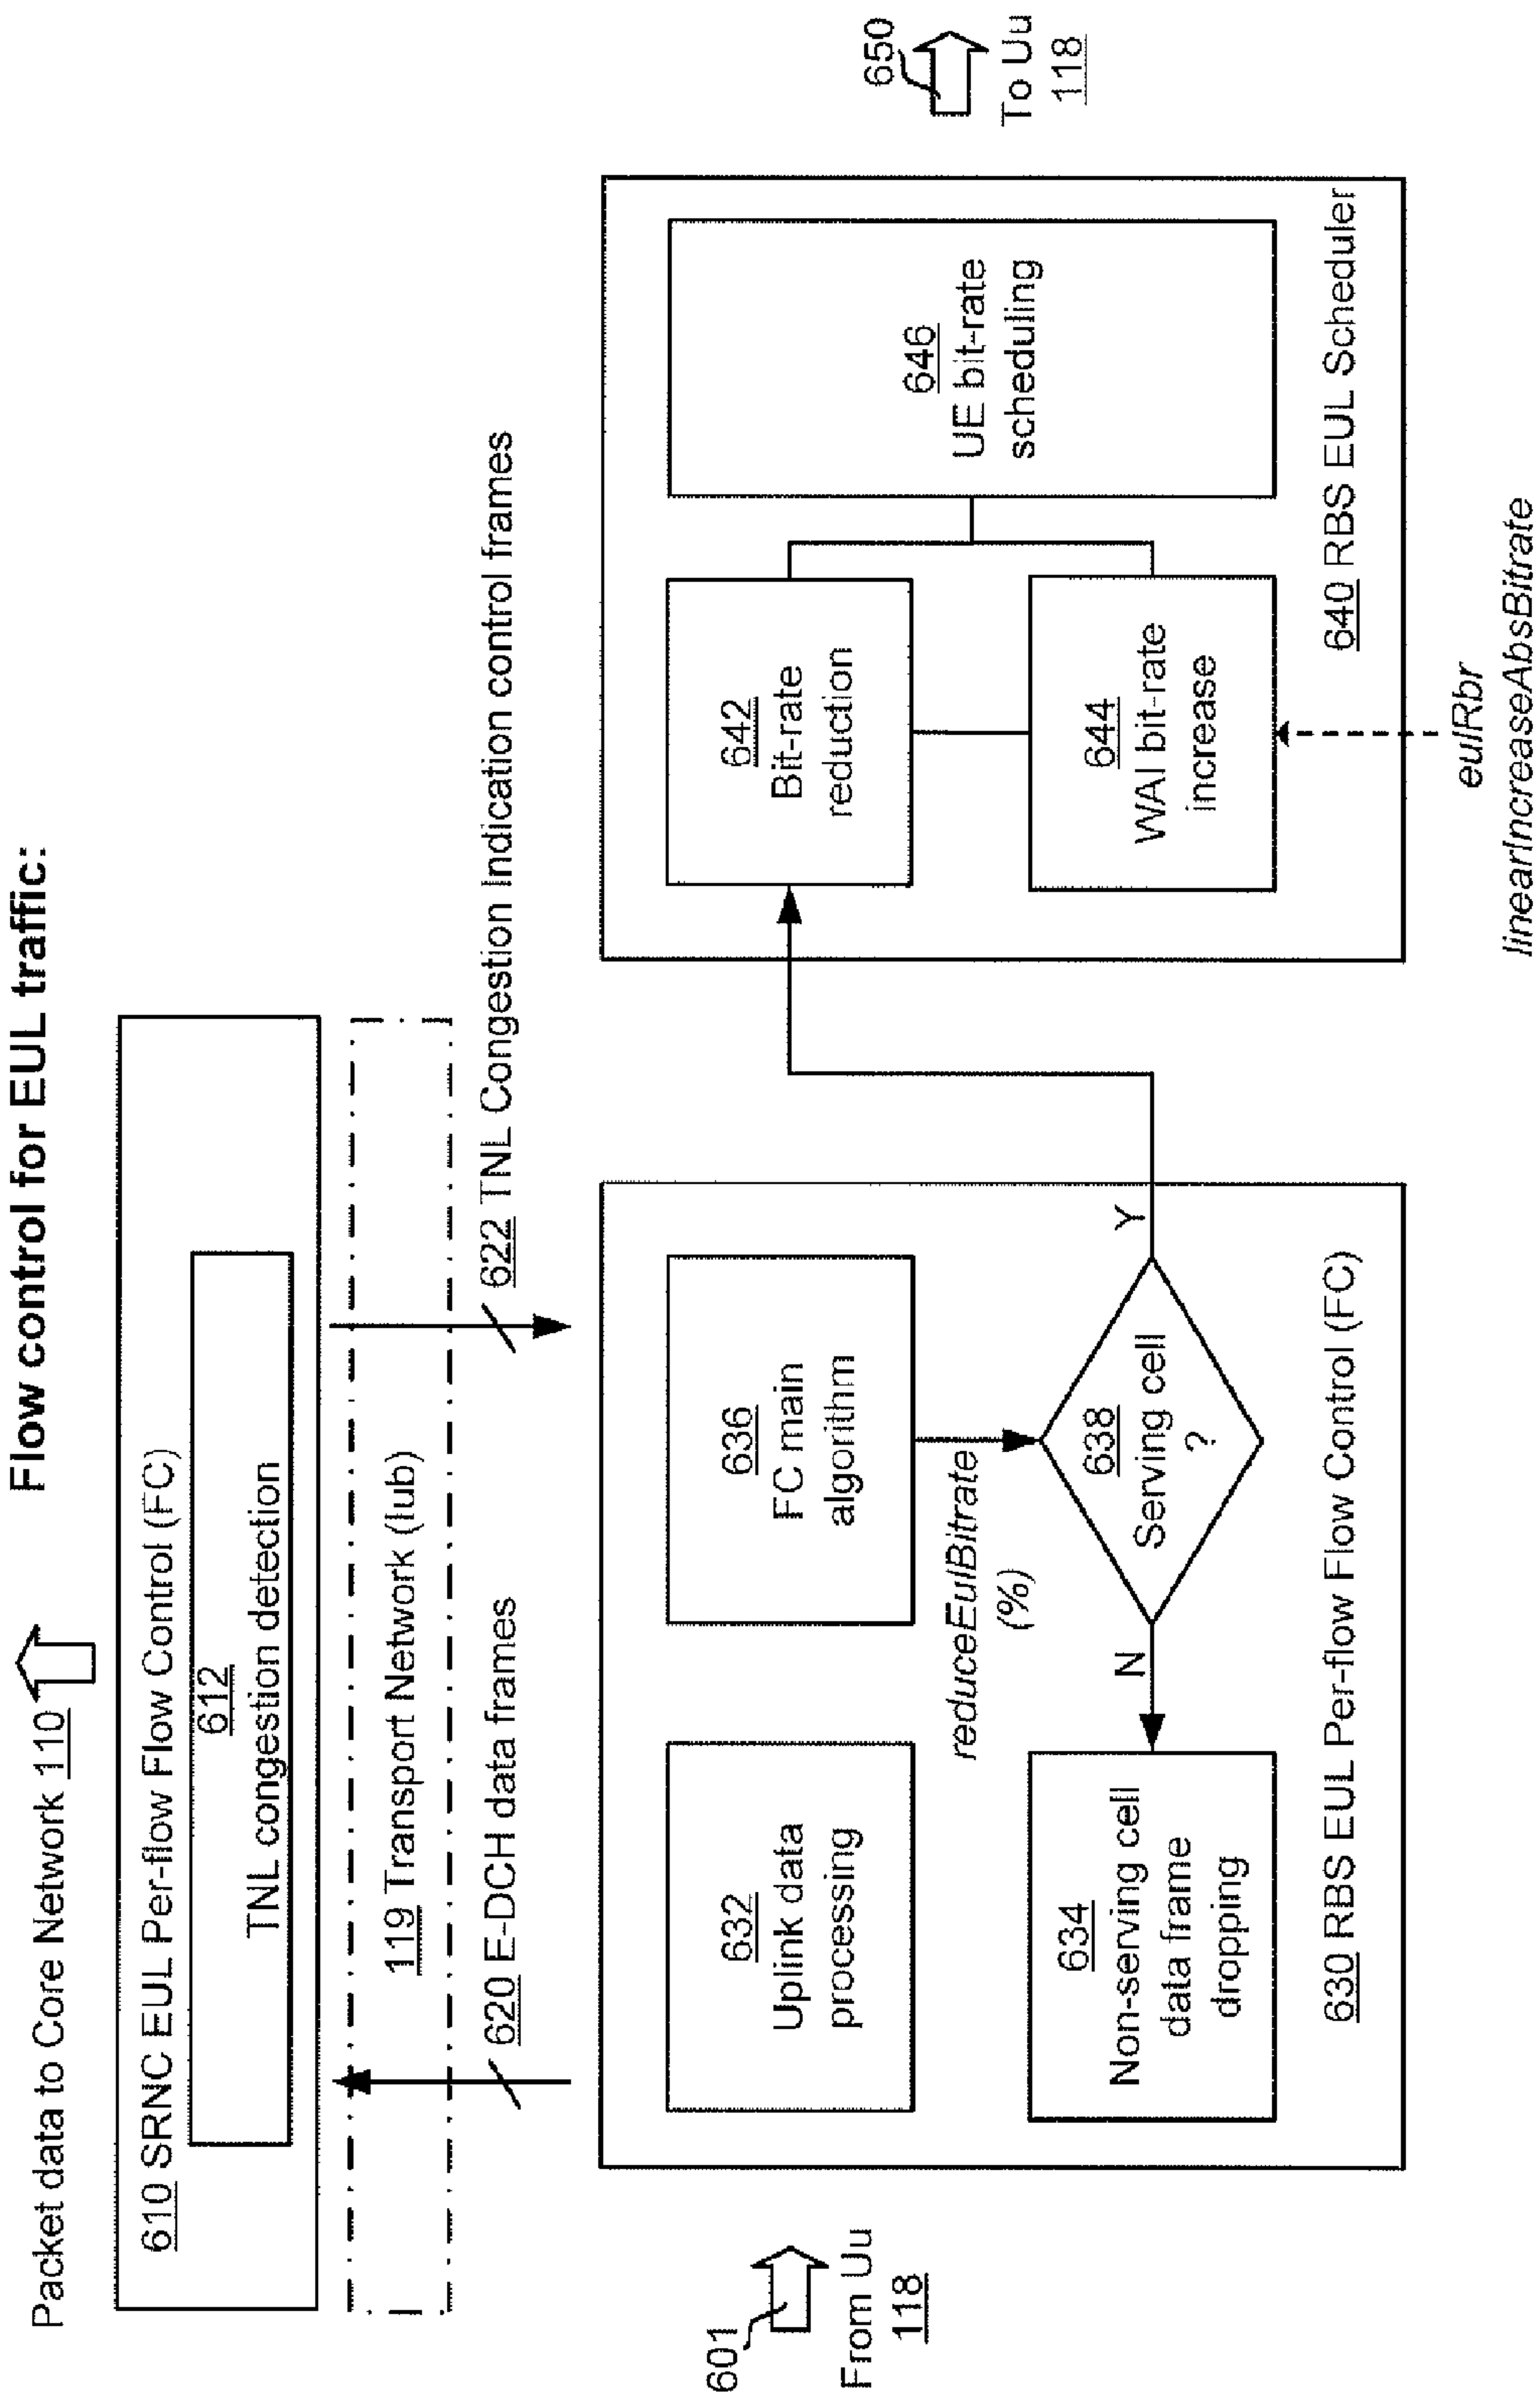 Flow control for EUL traffic:
Packet data to Core Network 110
610 SRNC EUL Per-flow Flow Control (FC)
612
TNL congestion detection
119 Transport Network (Iub)
620 E-DCH data frames
622 TNL Congestion Indication control frames
601
From Uu
118
632
Uplink data
processing
636
FC main
algorithm
reduceEulBitrate
(%)
634
Non-serving cell
data frame
dropping
N
638
Serving cell
?
Y
630 RBS EUL Per-flow Flow Control (FC)
642
Bit-rate
reduction
644
WAI bit-rate
increase
646
UE bit-rate
scheduling
640 RBS EUL Scheduler
eulRbr
linearIncreaseAbsBitrate
650
To Uu
118